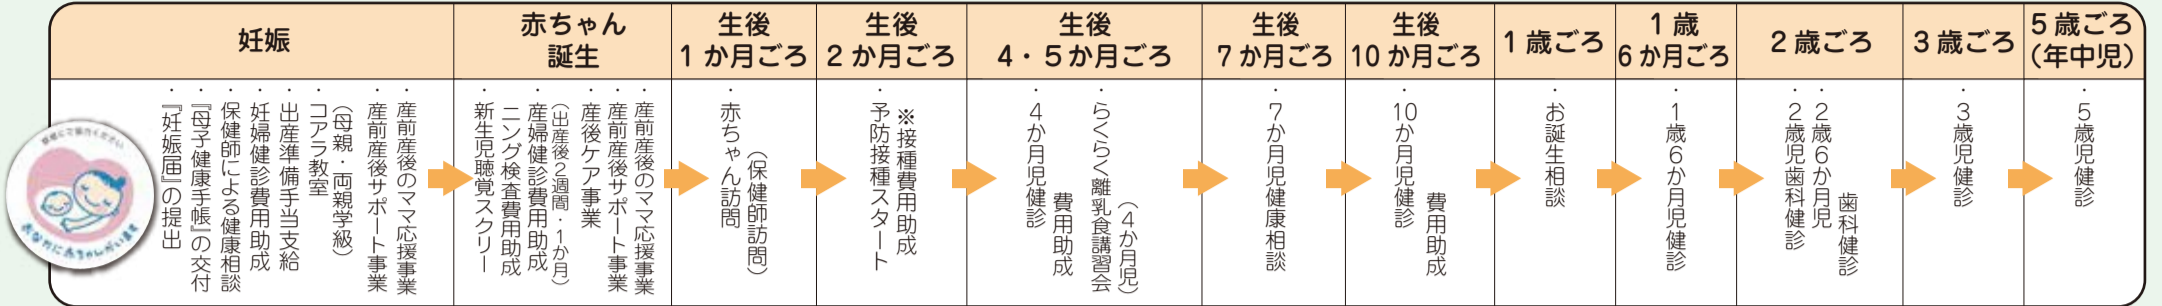 妊娠
・『妊娠届』の提出
・『母子健康手帳』の交付
・保健師による健康相談
・妊婦健診費用助成
・出産準備手当支給
・コアラ教室
（母親・両親学級）
・産前産後サポート事業
・産前産後のママ応援事業
おなかに赤ちゃんがいます
赤ちゃん
誕生
・新生児聴覚スクリー
ニング検査費用助成
・産婦健診費用助成
（出産後2週間・1か月）
・産後ケア事業
・産前産後サポート事業
・産前産後のママ応援事業
生後
1か月ごろ
・赤ちゃん訪問
（保健師訪問）
生後
2か月ごろ
・予防接種スタート
※接種費用助成
生後
4・5か月ごろ
・4か月児健診
費用助成
・らくらく離乳食講習会
（4か月児）
生後
7か月ごろ
・7か月児健康相談
生後
10か月ごろ
・10か月児健診
費用助成
1歳ごろ
・お誕生相談
1歳
6か月ごろ
・1歳6か月児健診
2歳ごろ
・2歳児歯科健診
・2歳6か月児
歯科健診
3歳ごろ
・3歳児健診
5歳ごろ
（年中児）
・5歳児健診